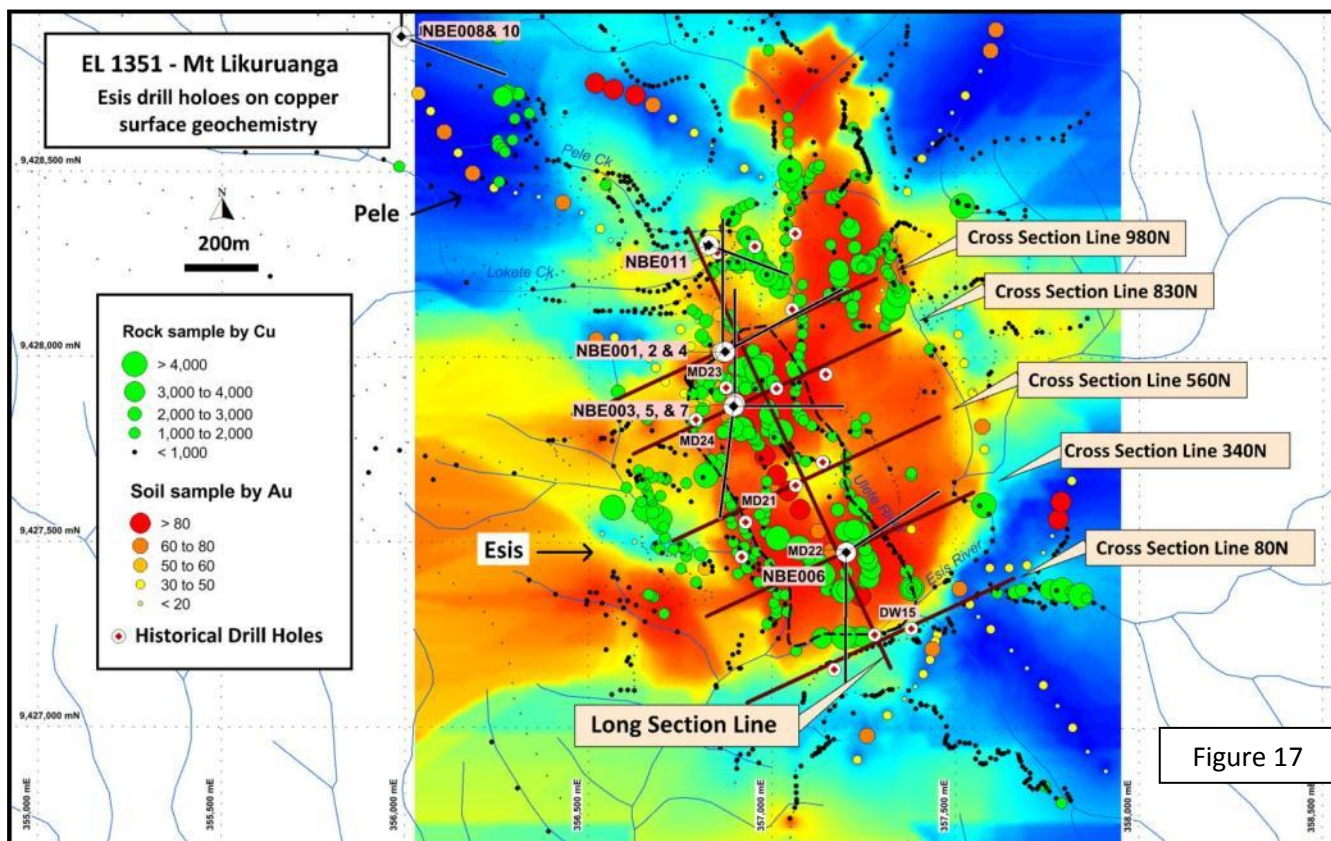 NBE008& 10
EL 1351 - Mt Likuruanga
Esis drill holoes on copper
surface geochemistry
9,428,500 mN
Pele Ck
Pele
N
200m
NBE011
Lokete Ck
Cross Section Line 980N
Cross Section Line 830N
Rock sample by Cu
> 4,000
3,000 to 4,000
2,000 to 3,000
1,000 to 2,000
< 1,000
9,428,000 mN
NBE001, 2 & 4
MD23
NBE003, 5, & 7
MD24
Cross Section Line 560N
Cross Section Line 340N
Soil sample by Au
> 80
60 to 80
50 to 60
30 to 50
< 20
Historical Drill Holes
9,427,500 mN
MD21
Esis
MD22
NBE006
Esis River
Cross Section Line 80N
DW15
9,427,000 mN
Long Section Line
Figure 17
355,000 mE
355,500 mE
356,000 mE
356,500 mE
357,000 mE
357,500 mE
358,000 mE
358,500 mE